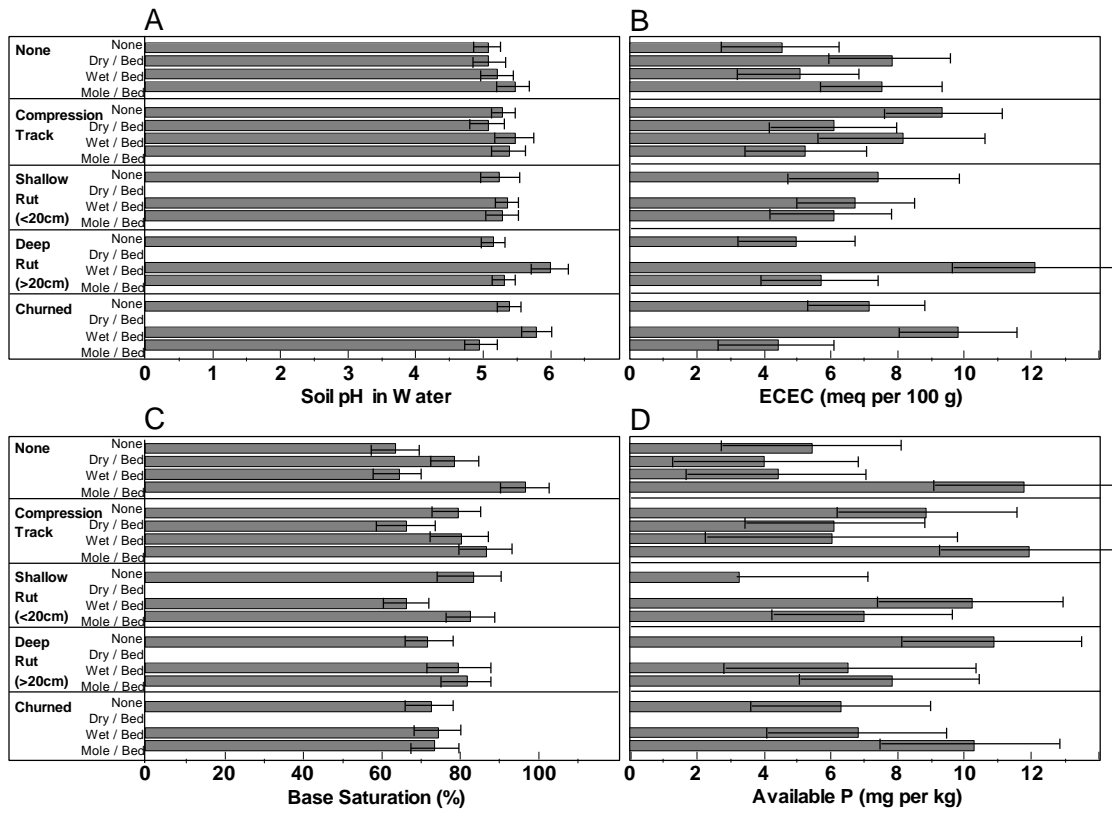 A
B
None
None
Dry / Bed
Wet / Bed
Mole / Bed
Compression
Track
None
Dry / Bed
Wet / Bed
Mole / Bed
Shallow
Rut
(<20cm)
None
Dry / Bed
Wet / Bed
Mole / Bed
Deep
Rut
(>20cm)
None
Dry / Bed
Wet / Bed
Mole / Bed
Churned
None
Dry / Bed
Wet / Bed
Mole / Bed
0 1 2 3 4 5 6
Soil pH in Water
0 2 4 6 8 10 12
ECEC (meq per 100 g)
C
D
None
None
Dry / Bed
Wet / Bed
Mole / Bed
Compression
Track
None
Dry / Bed
Wet / Bed
Mole / Bed
Shallow
Rut
(<20cm)
None
Dry / Bed
Wet / Bed
Mole / Bed
Deep
Rut
(>20cm)
None
Dry / Bed
Wet / Bed
Mole / Bed
Churned
None
Dry / Bed
Wet / Bed
Mole / Bed
0 20 40 60 80 100
Base Saturation (%)
0 2 4 6 8 10 12
Available P (mg per kg)